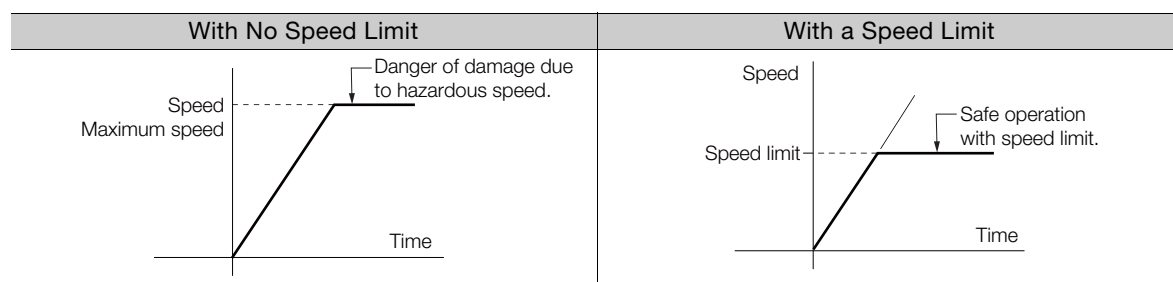 With No Speed Limit
With a Speed Limit
Danger of damage due
to hazardous speed.
Speed
Maximum speed
Time
Speed
Safe operation
with speed limit.
Speed limit
Time